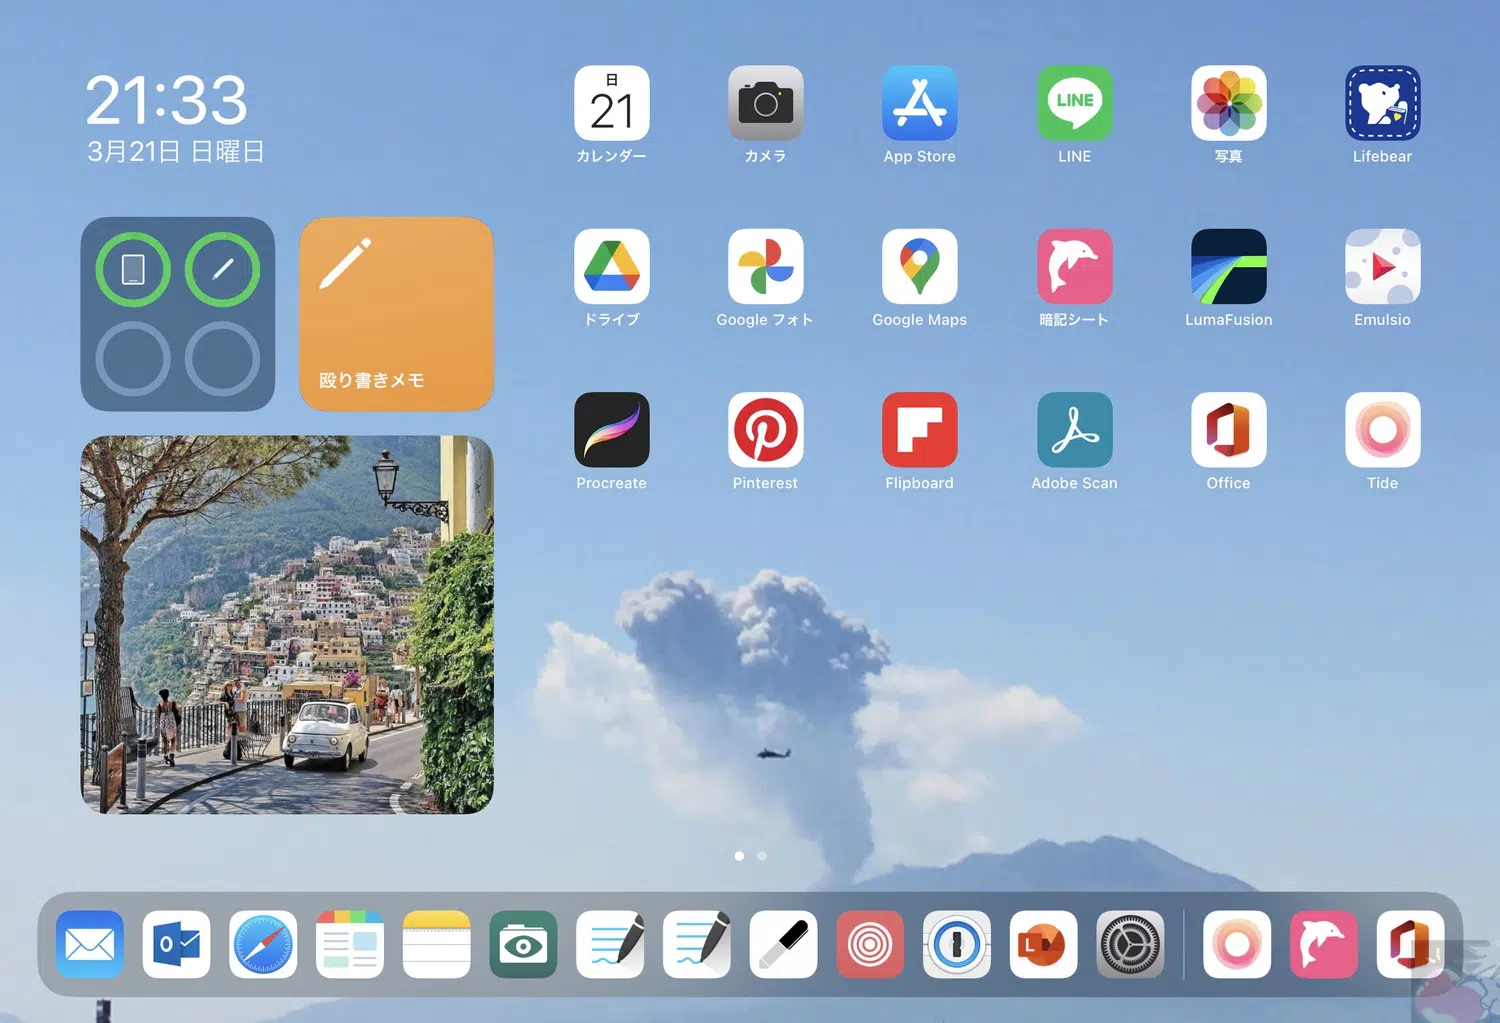 21:33
3月21日 日曜日
殴り書きメモ
日
21
カレンダー
カメラ
App Store
LINE
LINE
写真
Lifebear
ドライブ
Google フォト
Google Maps
暗記シート
LumaFusion
Emulsio
Procreate
Pinterest
Flipboard
Adobe Scan
Office
Tide
O
L